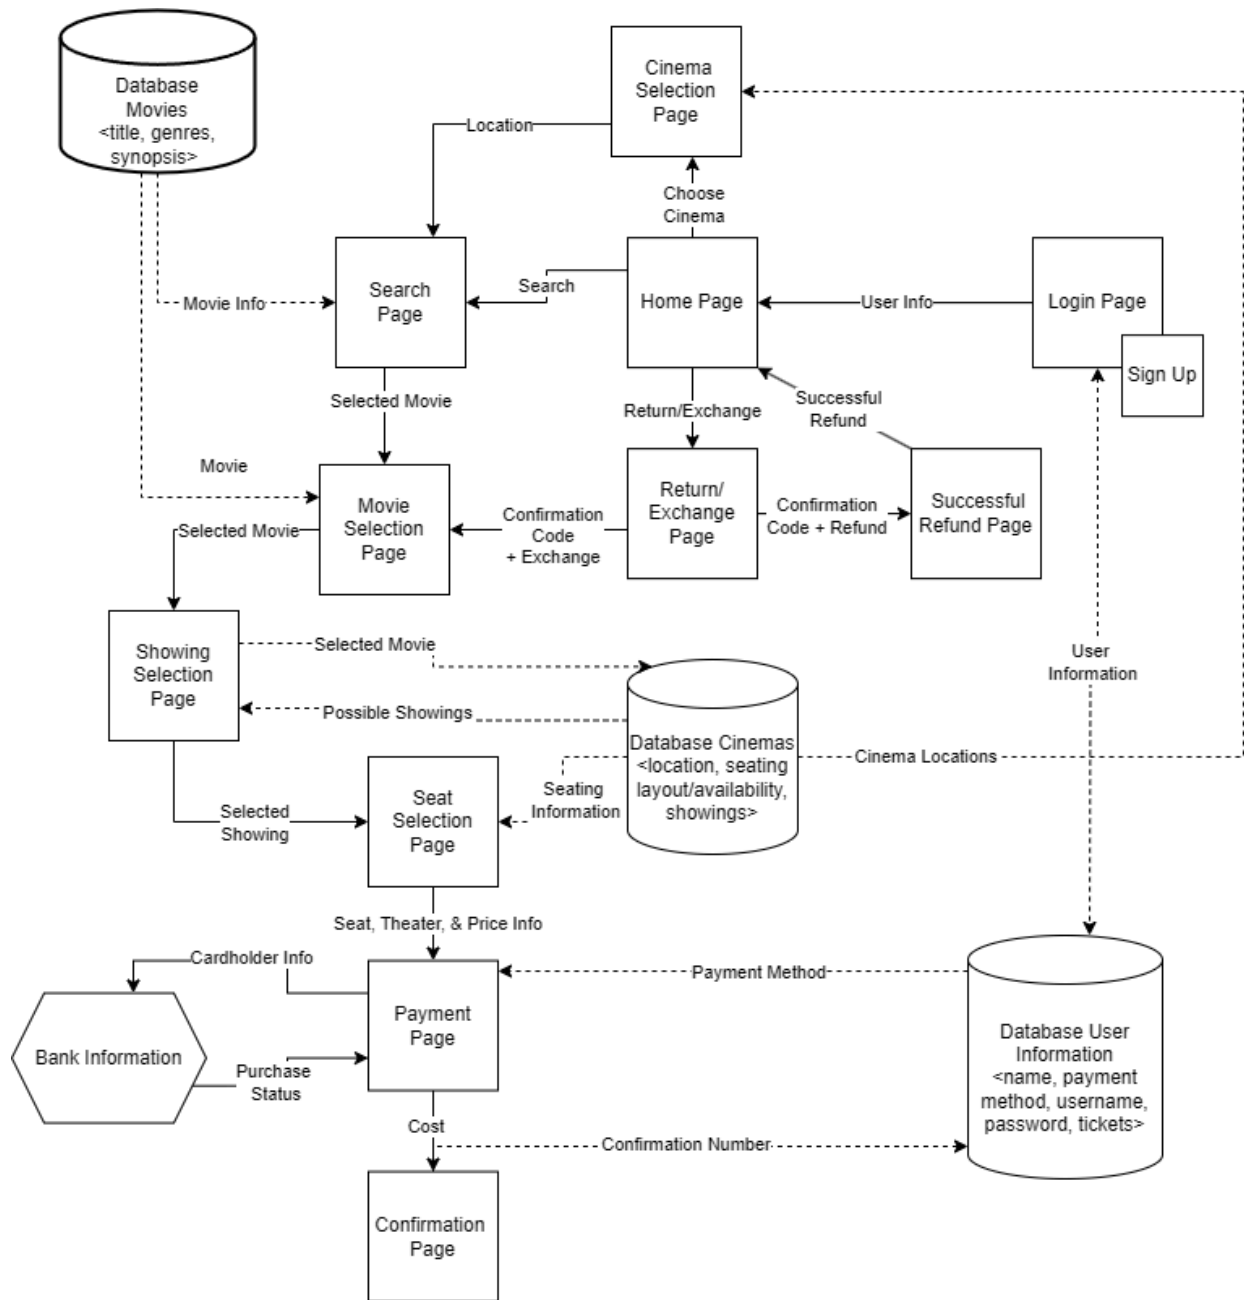 Database
Movies
<title, genres,
synopsis>
Cinema
Selection
Page
Location
Choose
Cinema
Search
Page
Movie Info
Search
Home Page
User Info
Login Page
Sign Up
Selected Movie
Return/Exchange
Successful
Refund
Movie
Movie
Selection
Page
Confirmation
Code
+ Exchange
Return/
Exchange
Page
Confirmation
Code + Refund
Successful
Refund Page
Selected Movie
Showing
Selection
Page
Selected Movie
Possible Showings
User
Information
Database Cinemas
<location, seating
layout/availability,
showings>
Cinema Locations
Seating
Information
Selected
Showing
Seat
Selection
Page
Seat, Theater, & Price Info
Cardholder Info
Payment Method
Bank Information
Payment
Page
Purchase
Status
Database User
Information
<name, payment
method, username,
password, tickets>
Cost
Confirmation Number
Confirmation
Page